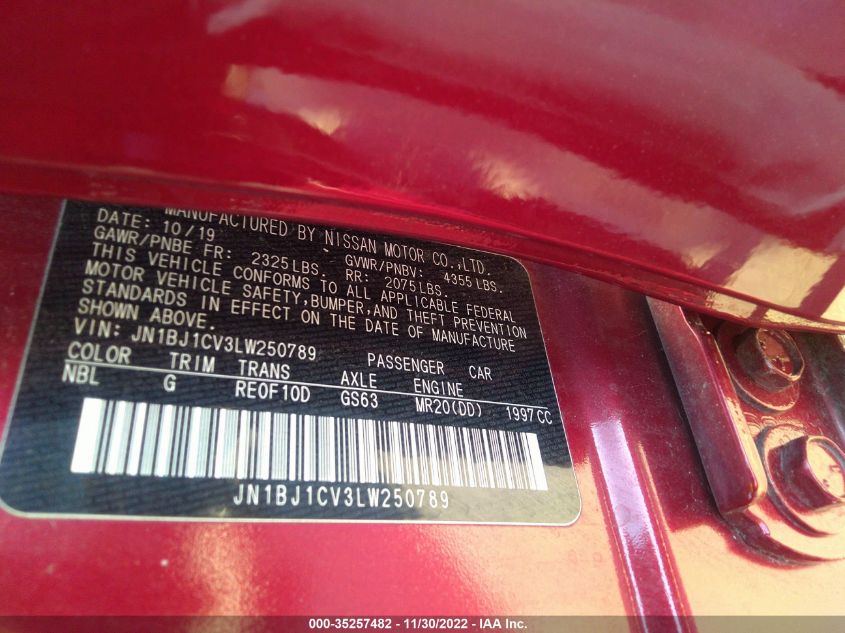 MANUFACTURED BY NISSAN MOTOR CO.,LTD.
DATE: 10/19 GVWR/PNBV: 4355 LBS.
GAWR/PNBE FR: 2325 LBS. RR: 2075 LBS.
THIS VEHICLE CONFORMS TO ALL APPLICABLE FEDERAL
MOTOR VEHICLE SAFETY, BUMPER, AND THEFT PREVENTION
STANDARDS IN EFFECT ON THE DATE OF MANUFACTURE
SHOWN ABOVE.
VIN: JN1BJ1CV3LW250789 PASSENGER CAR
COLOR TRIM TRANS AXLE ENGINE
NBL G RE0F10D GS63 MR20(DD) 1997 CC
JN1BJ1CV3LW250789
000-35257482 - 11/30/2022 - IAA Inc.